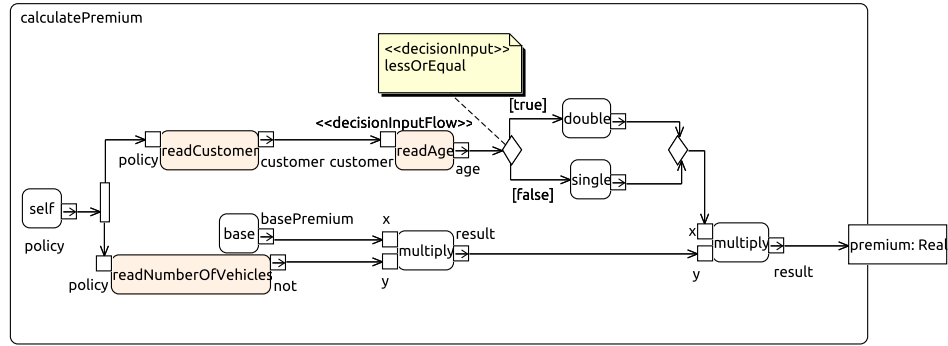 calculatePremium
<<decisionInput>>
lessOrEqual
[true]
double
<<decisionInputFlow>>
readCustomer
policy
customer
customer
readAge
age
[false]
single
self
policy
basePremium
base
x
multiply
result
y
readNumberOfVehicles
policy
not
x
multiply
y
result
premium: Real